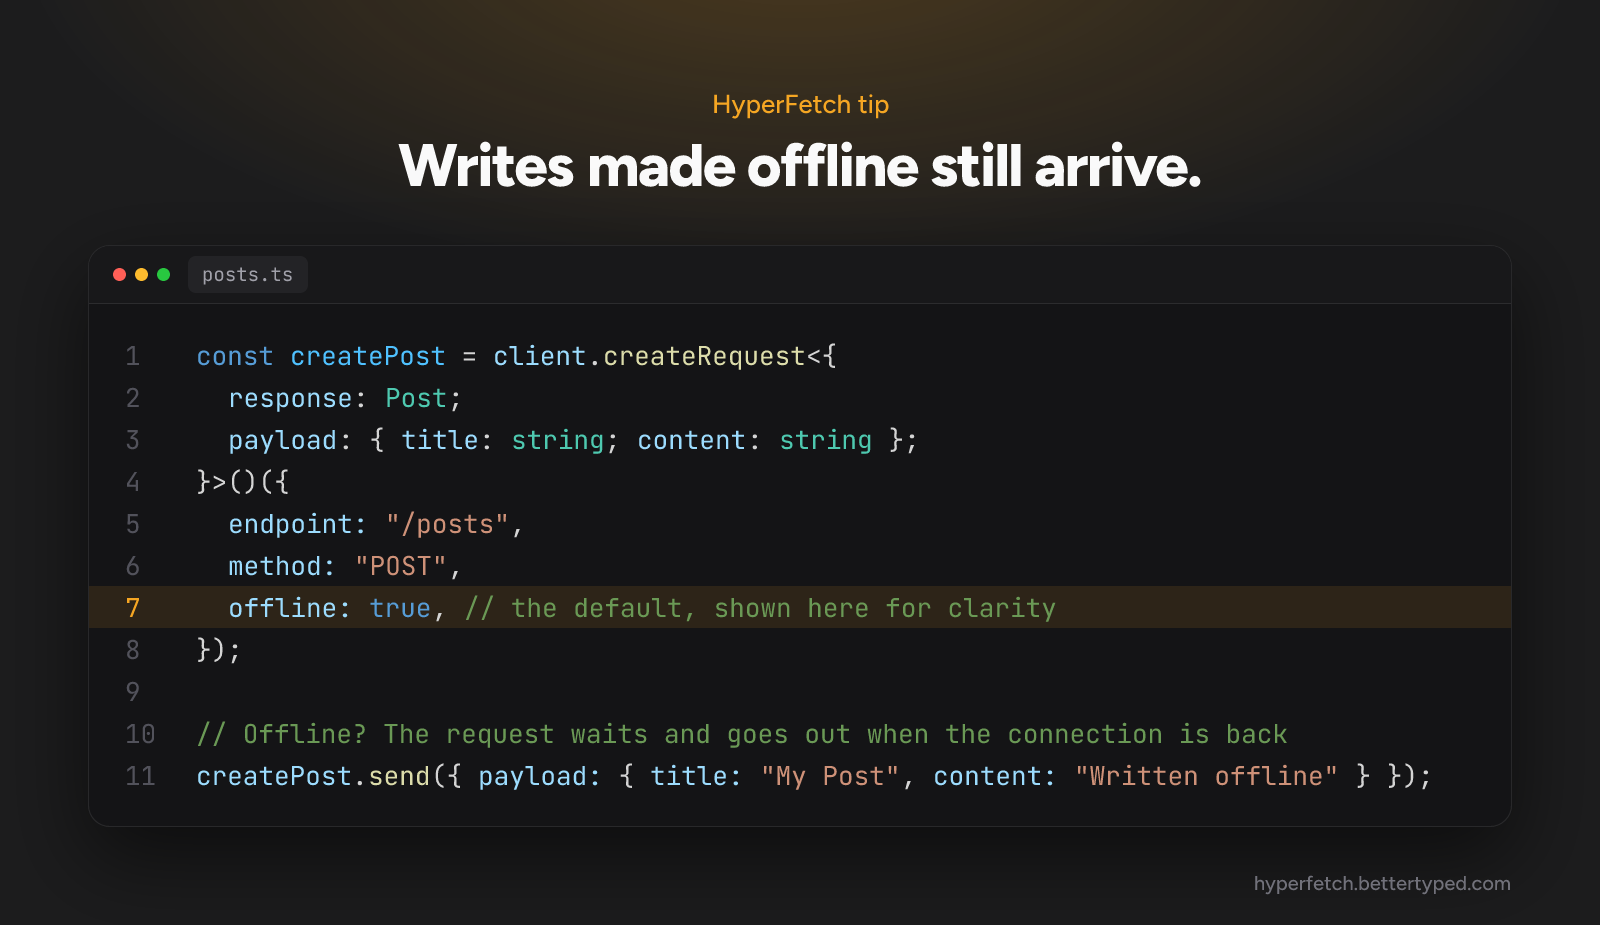 HyperFetch tip
Writes made offline still arrive.
posts.ts
1 const createPost = client.createRequest<{
2   response: Post;
3   payload: { title: string; content: string };
4 }>()({
5   endpoint: "/posts",
6   method: "POST",
7   offline: true, // the default, shown here for clarity
8 });
9
10 // Offline? The request waits and goes out when the connection is back
11 createPost.send({ payload: { title: "My Post", content: "Written offline" } });
hyperfetch.bettertyped.com